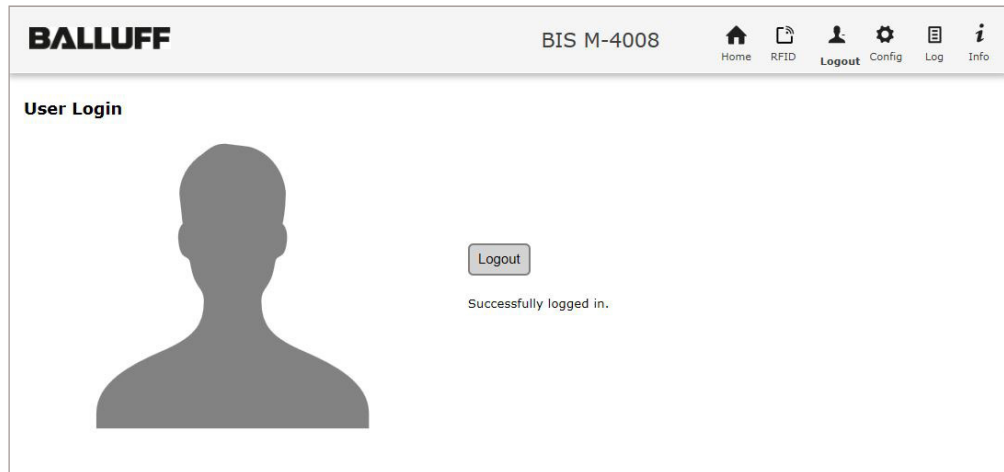 BALLUFF
BIS M-4008
Home RFID Logout Config Log Info
User Login
Logout
Successfully logged in.